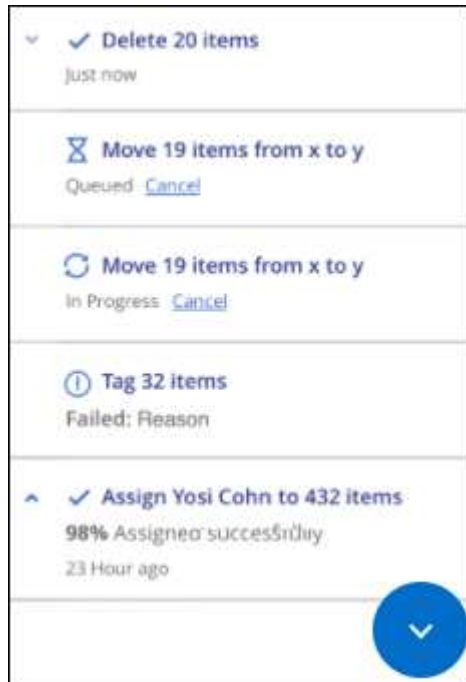 Delete 20 items
Just now
Move 19 items from x to y
Queued Cancel
Move 19 items from x to y
In Progress Cancel
Tag 32 items
Failed: Reason
Assign Yosi Cohn to 432 items
98% Assigned
23 Hour ago